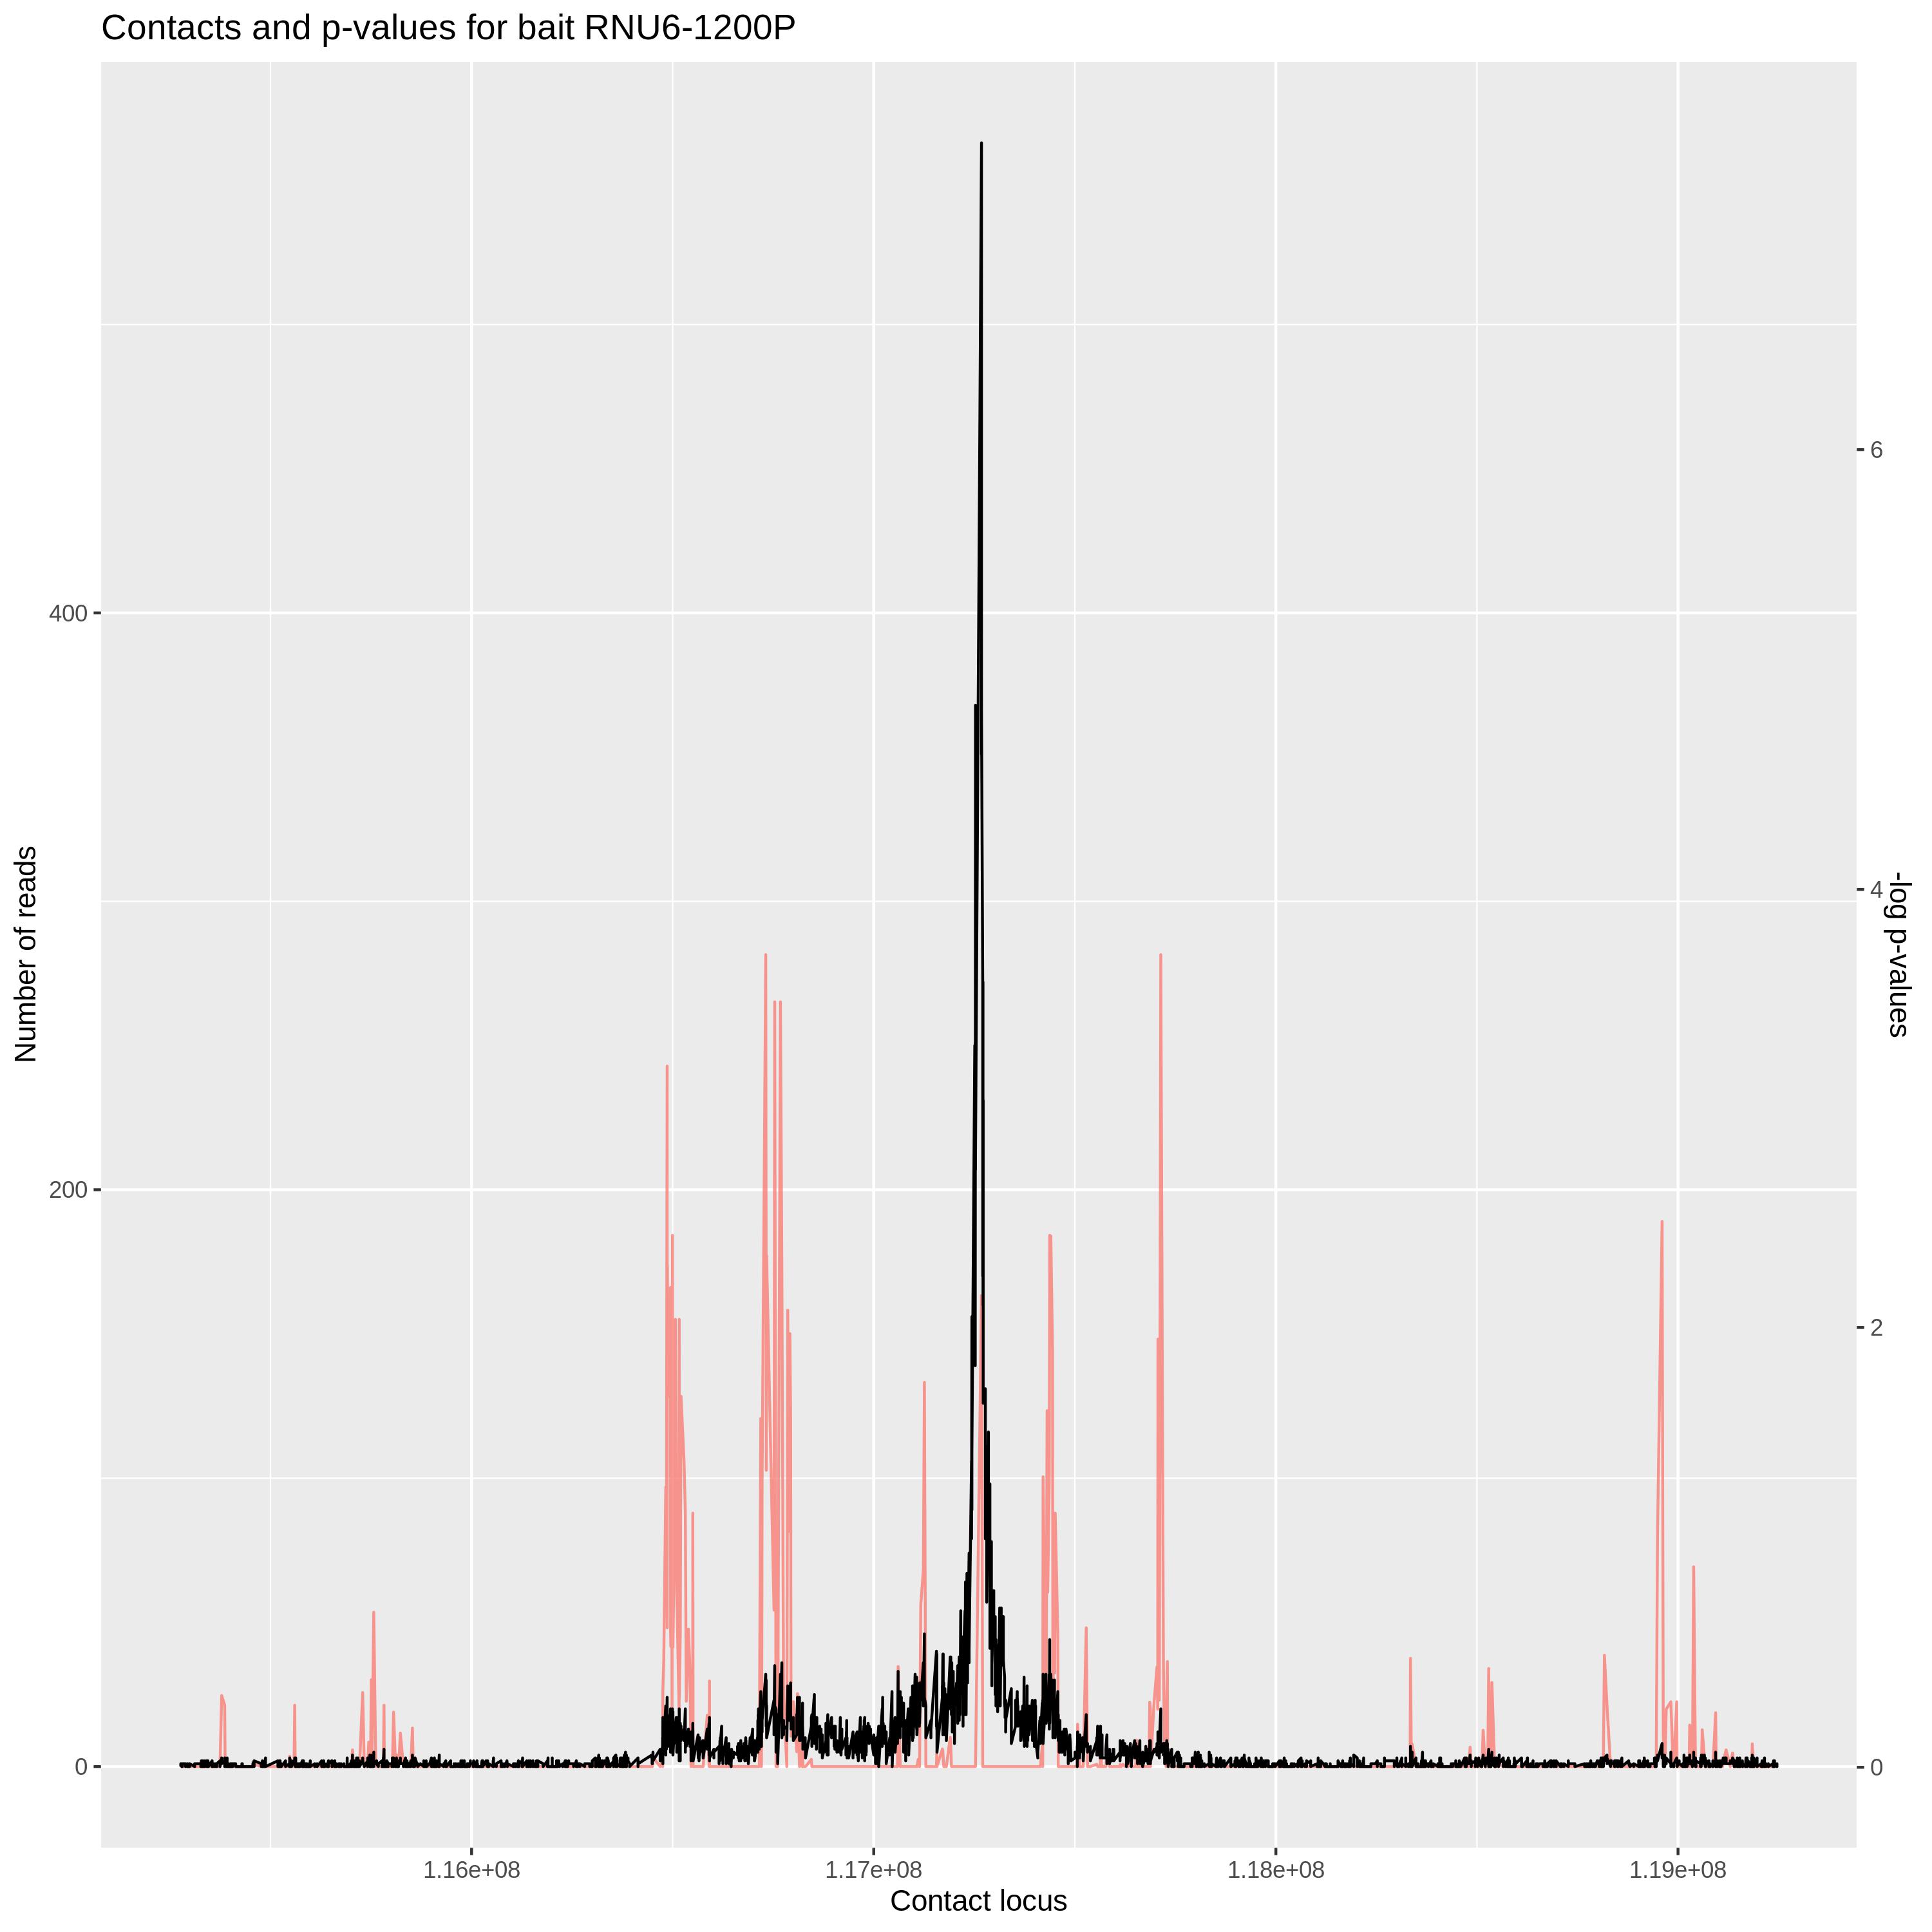 Contacts and p-values for bait RNU6-1200P
Number of reads
400
200
0
6
4
2
0
-log p-values
1.16e+08
1.17e+08
1.18e+08
1.19e+08
Contact locus